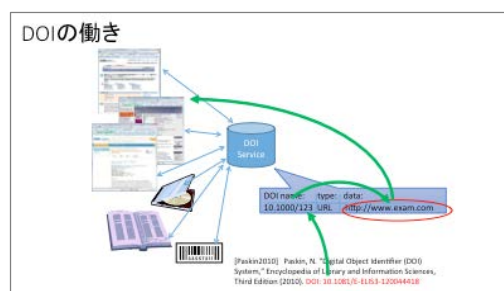 DOIの働き
DOI
Service
DOI name: type: data:
10.1000/123 URL http://www.exam.com
[Paskin2010] Paskin, N. "Digital Object Identifier (DOI)
System," Encyclopedia of Library and Information Sciences,
Third Edition (2010). DOI: 10.1081/E-ELIS3-120044418